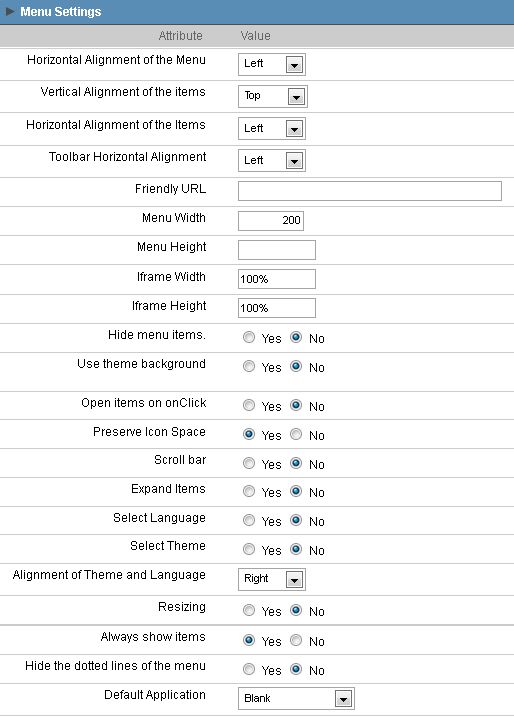 Menu Settings
Attribute Value
Horizontal Alignment of the Menu Left
Vertical Alignment of the items Top
Horizontal Alignment of the Items Left
Toolbar Horizontal Alignment Left
Friendly URL
Menu Width 200
Menu Height
Iframe Width 100%
Iframe Height 100%
Hide menu items. Yes No
Use theme background Yes No
Open items on onClick Yes No
Preserve Icon Space Yes No
Scroll bar Yes No
Expand Items Yes No
Select Language Yes No
Select Theme Yes No
Alignment of Theme and Language Right
Resizing Yes No
Always show items Yes No
Hide the dotted lines of the menu Yes No
Default Application Blank